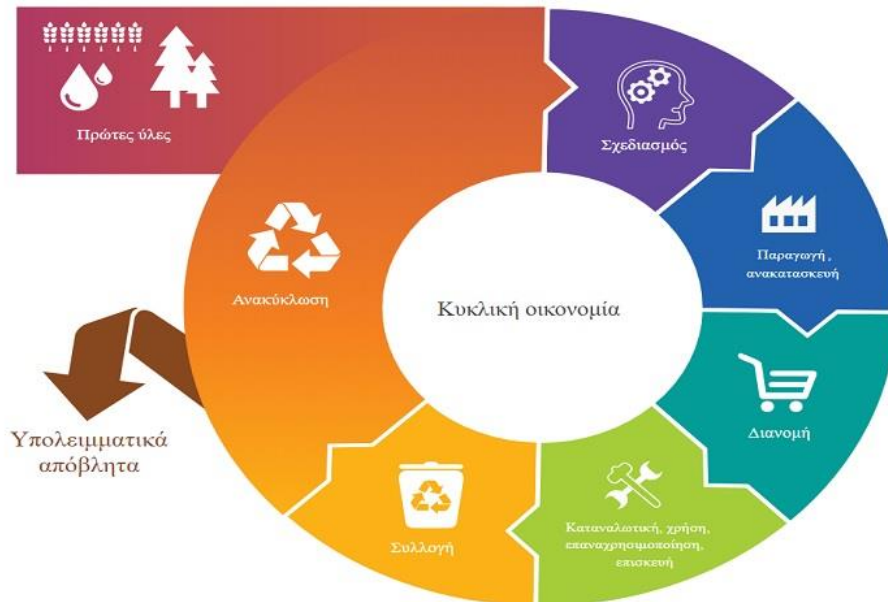 Πρώτες ύλες
Σχεδιασμός
Παραγωγή,
ανακατασκευή
Ανακύκλωση
Κυκλική οικονομία
Διανομή
Υπολειμματικά
απόβλητα
Συλλογή
Καταναλωτική, χρήση,
επαναχρησιμοποίηση,
επισκευή